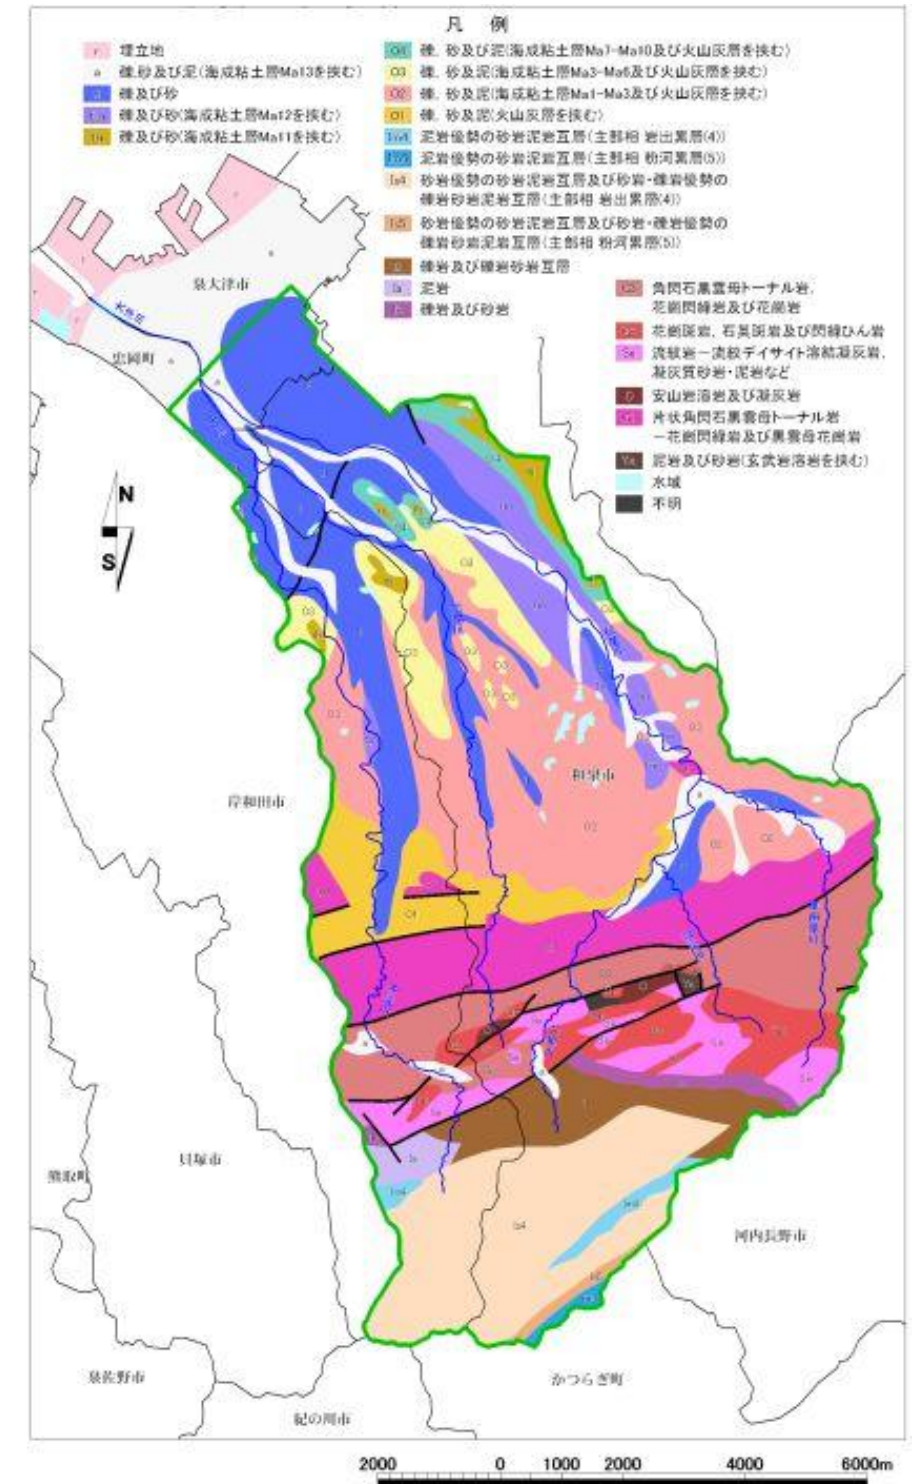 凡 例
埋立地
a 礫,砂及び泥(海成粘土層Ma13を挟む)
礫及び砂
礫及び砂(海成粘土層Ma12を挟む)
礫及び砂(海成粘土層Ma11を挟む)
O4 礫, 砂及び泥(海成粘土層Ma7-Ma10及び火山灰層を挟む)
O3 礫, 砂及泥(海成粘土層Ma3-Ma6及び火山灰層を挟む)
O2 礫, 砂及泥(海成粘土層Ma1-Ma3及び火山灰層を挟む)
O1 礫, 砂及び泥(火山灰層を挟む)
泥岩優勢の砂岩泥岩互層(主部相 岩出累層(4))
泥岩優勢の砂岩泥岩互層(主部相 粉河累層(5))
Is4 砂岩優勢の砂岩泥岩互層及び砂岩・礫岩優勢の
礫岩砂岩泥岩互層(主部相 岩出累層(4))
Is5 砂岩優勢の砂岩泥岩互層及び砂岩・礫岩優勢の
礫岩砂岩泥岩互層(主部相 粉河累層(5))
礫岩及び礫岩砂岩互層
泥岩
礫岩及び砂岩
角閃石黒雲母トーナル岩,
花崗閃緑岩及び花崗岩
花崗斑岩, 石英斑岩及び閃緑ひん岩
流紋岩−流紋デイサイト溶結凝灰岩,
凝灰質砂岩・泥岩など
安山岩溶岩及び凝灰岩
片状角閃石黒雲母トーナル岩
−花崗閃緑岩及び黒雲母花崗岩
泥岩及び砂岩(玄武岩溶岩を挟む)
水域
不明
泉大津市
忠岡町
N
S
和泉市
岸和田市
貝塚市
熊取町
河内長野市
泉佐野市
かつらぎ町
紀の川市
2000 0 1000 2000 4000 6000m